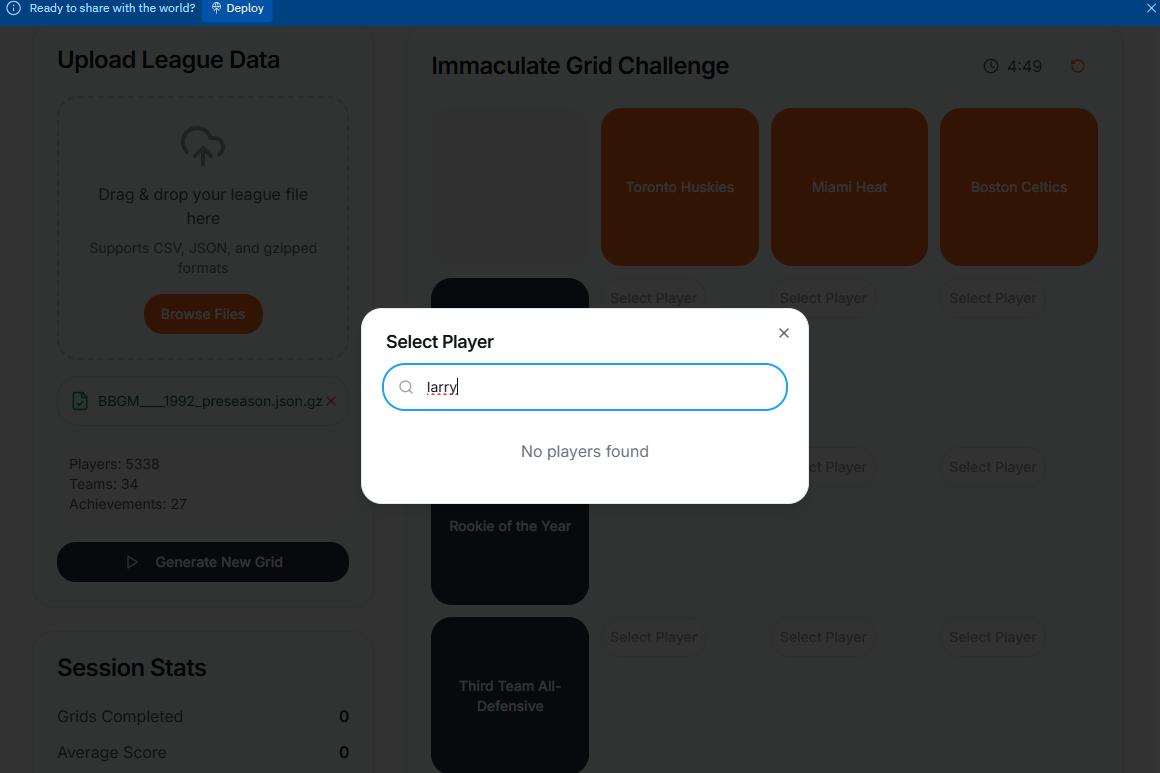 Ready to share with the world? Deploy
Upload League Data
Drag & drop your league file
here
Supports CSV, JSON, and gzipped
formats
Browse Files
BBGM___1992_preseason.json.gz
Players: 5338
Teams: 34
Achievements: 27
Generate New Grid
Session Stats
Grids Completed 0
Average Score 0
Immaculate Grid Challenge 4:49
Toronto Huskies Miami Heat Boston Celtics
Select Player Select Player Select Player
Select Player
larry
No players found
ct Player Select Player
Rookie of the Year
Select Player Select Player Select Player
Third Team All-
Defensive